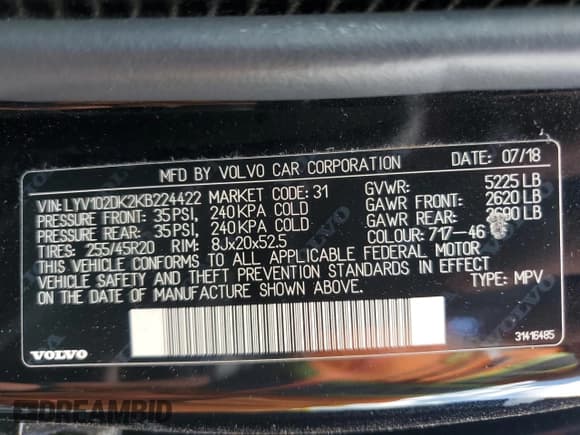 MFD BY VOLVO CAR CORPORATION DATE: 07/18
VIN: LYV102DK2KB224422 MARKET CODE: 31 GVWR: 5225 LB
PRESSURE FRONT: 35 PSI, 240 KPA COLD GAWR FRONT: 2620 LB
PRESSURE REAR: 35 PSI, 240 KPA COLD GAWR REAR: LB
TIRES: 255/45R20 RIM: 8Jx20x52.5 COLOUR: 717-46
THIS VEHICLE CONFORMS TO ALL APPLICABLE FEDERAL MOTOR
VEHICLE SAFETY AND THEFT PREVENTION STANDARDS IN EFFECT
ON THE DATE OF MANUFACTURE SHOWN ABOVE. TYPE: MPV
31416485
VOLVO
DREAMBID